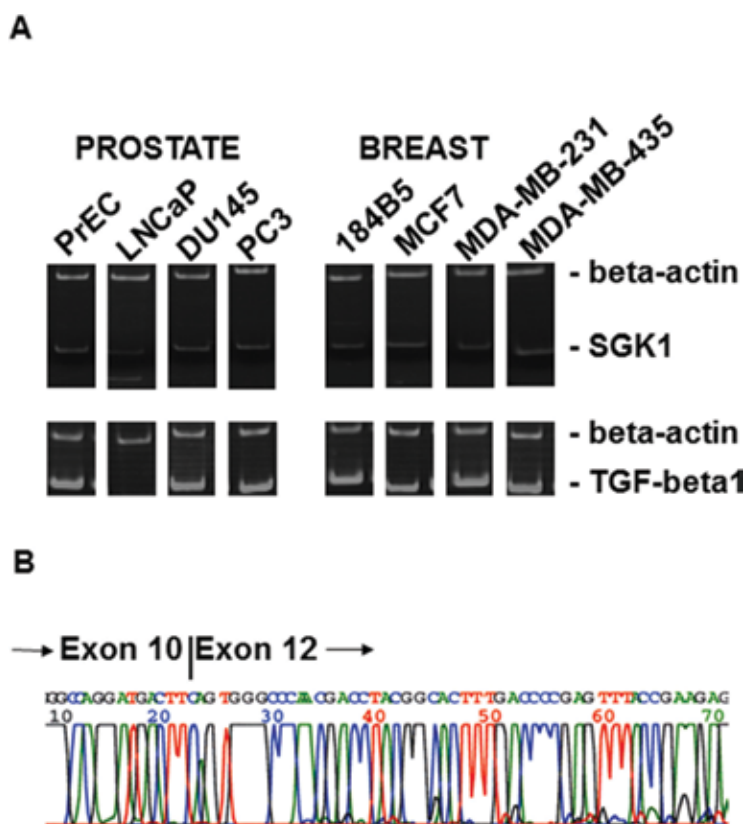 A
PROSTATE BREAST
PrEC LNCaP DU145 PC3 184B5 MCF7 MDA-MB-231 MDA-MB-435
- beta-actin
- SGK1
- beta-actin
- TGF-beta1
B
→ Exon 10 | Exon 12 →
GGCCAGGATGACTTCAGTGGGCCCACGACCTACGGCACTTTGACCCCGAGTTTACCGAAGAG
10 20 30 40 50 60 70